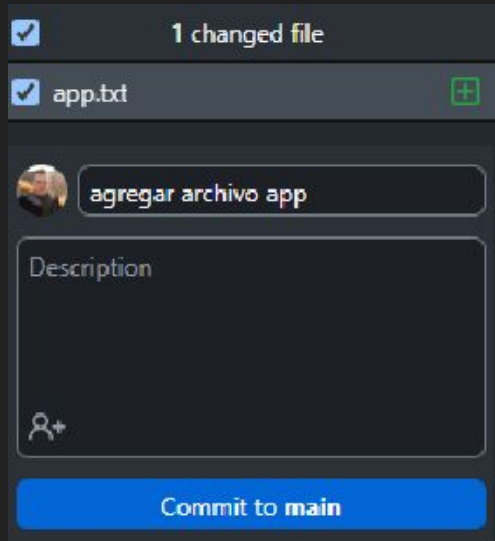 1 changed file
app.txt
agregar archivo app
Description
Commit to main